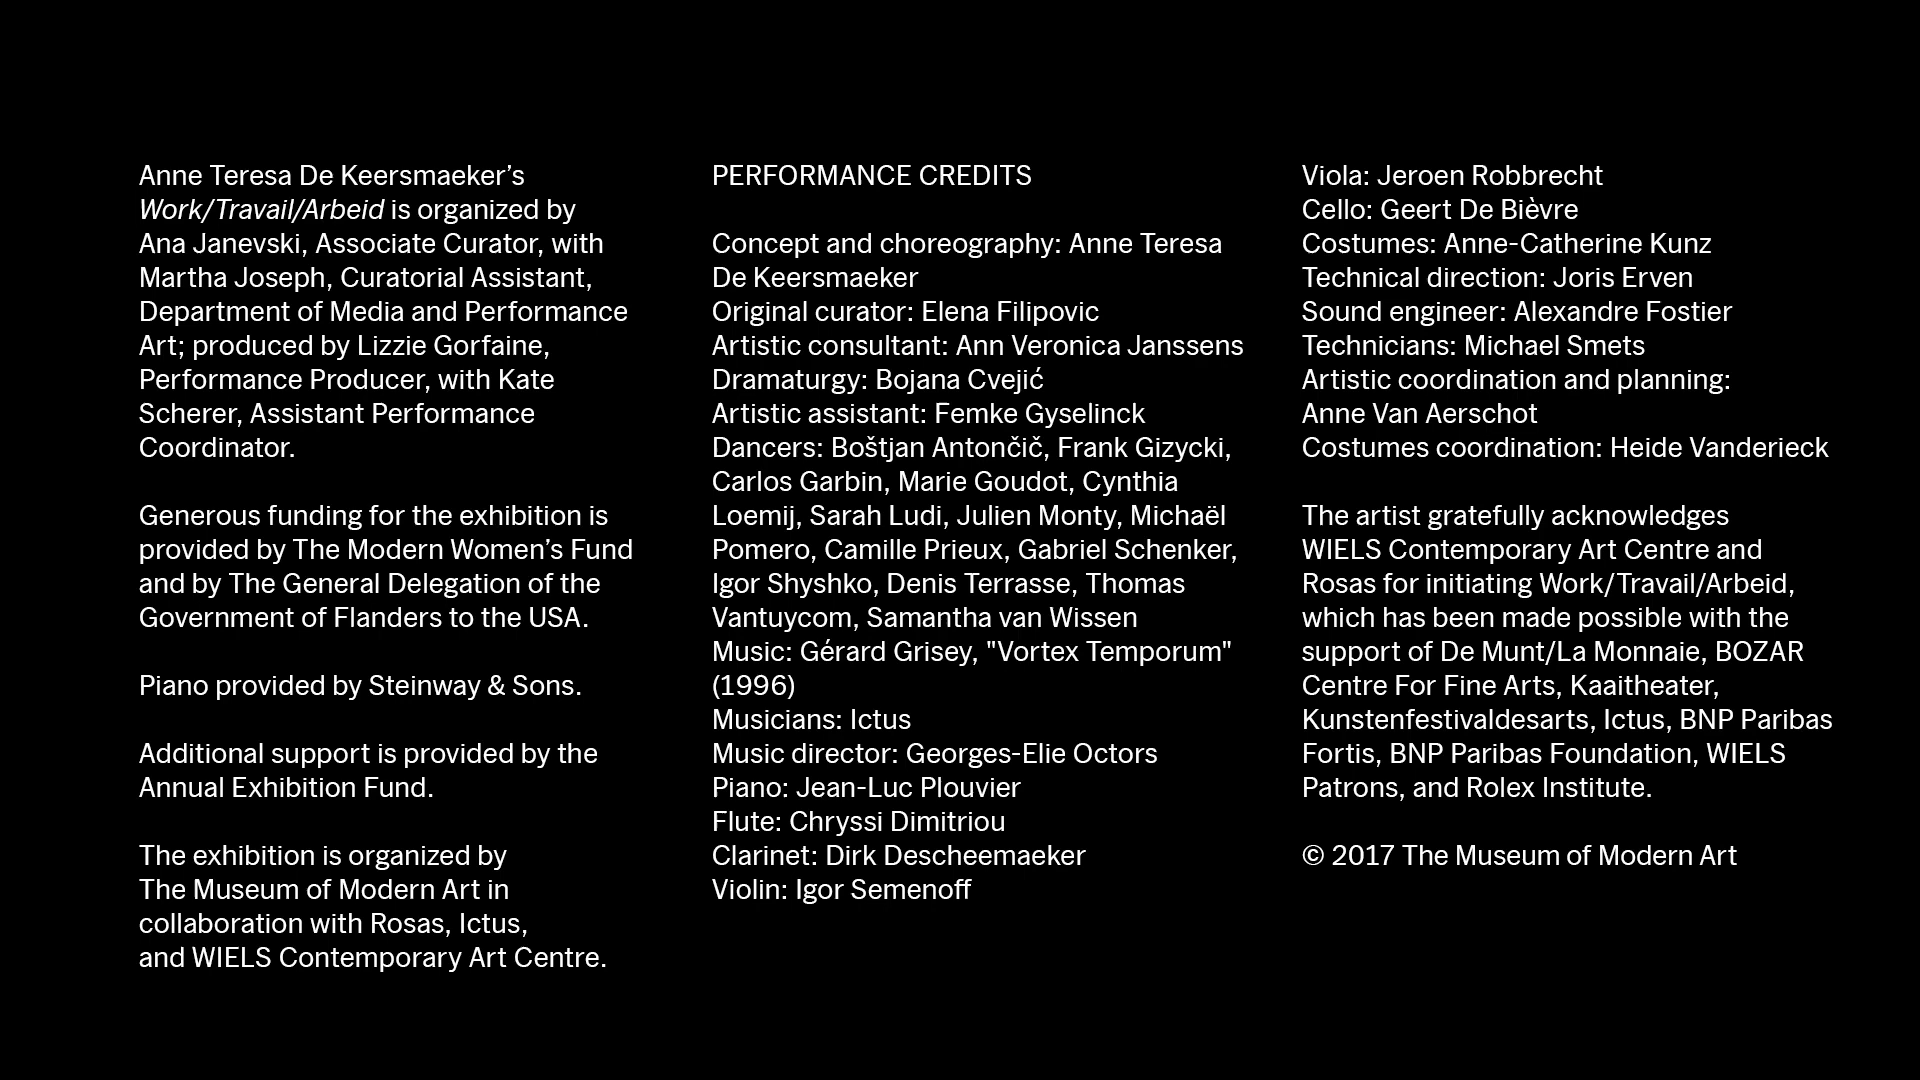 Anne Teresa De Keersmaeker’s
Work/Travail/Arbeid is organized by
Ana Janevski, Associate Curator, with
Martha Joseph, Curatorial Assistant,
Department of Media and Performance
Art; produced by Lizzie Gorfaine,
Performance Producer, with Kate
Scherer, Assistant Performance
Coordinator.
Generous funding for the exhibition is
provided by The Modern Women’s Fund
and by The General Delegation of the
Government of Flanders to the USA.
Piano provided by Steinway & Sons.
Additional support is provided by the
Annual Exhibition Fund.
The exhibition is organized by
The Museum of Modern Art in
collaboration with Rosas, Ictus,
and WIELS Contemporary Art Centre.
PERFORMANCE CREDITS
Concept and choreography: Anne Teresa
De Keersmaeker
Original curator: Elena Filipovic
Artistic consultant: Ann Veronica Janssens
Dramaturgy: Bojana Cvejić
Artistic assistant: Femke Gyselinck
Dancers: Boštjan Antončič, Frank Gizycki,
Carlos Garbin, Marie Goudot, Cynthia
Loemij, Sarah Ludi, Julien Monty, Michaël
Pomero, Camille Prieux, Gabriel Schenker,
Igor Shyshko, Denis Terrasse, Thomas
Vantuycom, Samantha van Wissen
Music: Gérard Grisey, "Vortex Temporum"
(1996)
Musicians: Ictus
Music director: Georges-Elie Octors
Piano: Jean-Luc Plouvier
Flute: Chryssi Dimitriou
Clarinet: Dirk Descheemaeker
Violin: Igor Semenoff
Viola: Jeroen Robbrecht
Cello: Geert De Bièvre
Costumes: Anne-Catherine Kunz
Technical direction: Joris Erven
Sound engineer: Alexandre Fostier
Technicians: Michael Smets
Artistic coordination and planning:
Anne Van Aerschot
Costumes coordination: Heide Vanderieck
The artist gratefully acknowledges
WIELS Contemporary Art Centre and
Rosas for initiating Work/Travail/Arbeid,
which has been made possible with the
support of De Munt/La Monnaie, BOZAR
Centre For Fine Arts, Kaaitheater,
Kunstenfestivaldesarts, Ictus, BNP Paribas
Fortis, BNP Paribas Foundation, WIELS
Patrons, and Rolex Institute.
© 2017 The Museum of Modern Art